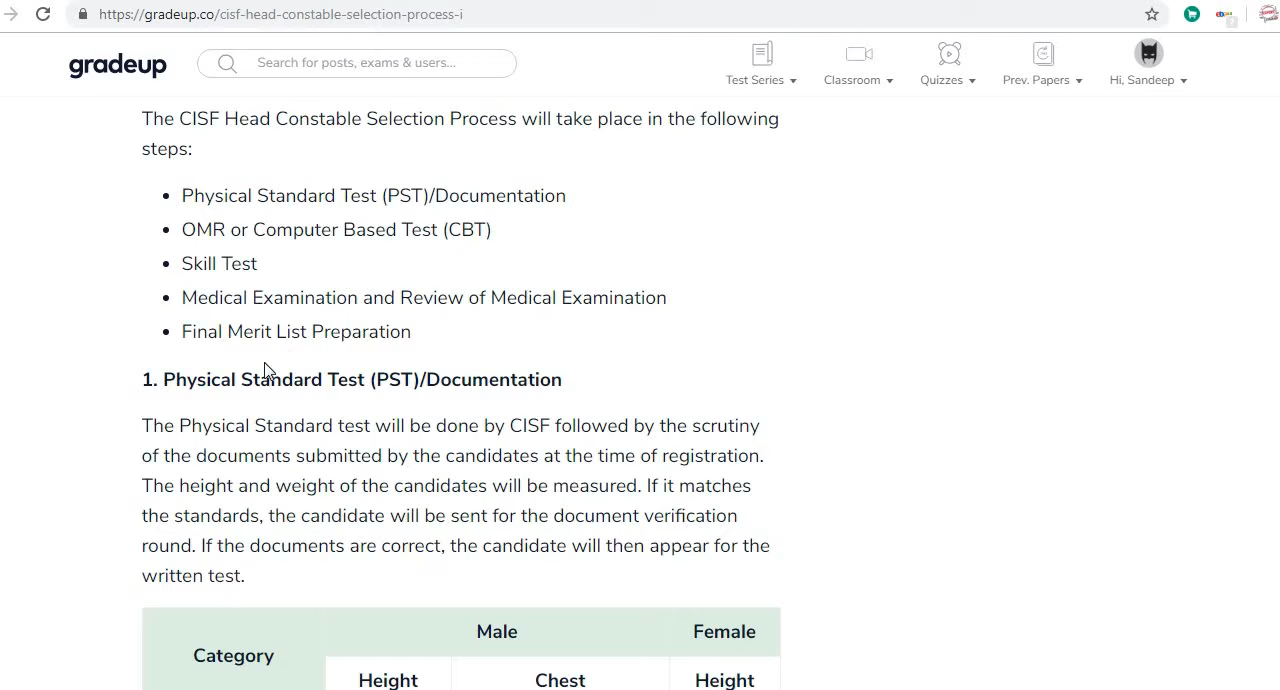 https://gradeup.co/cisf-head-constable-selection-process-i
gradeup
Search for posts, exams & users...
Test Series
Classroom
Quizzes
Prev. Papers
Hi, Sandeep
The CISF Head Constable Selection Process will take place in the following
steps:
• Physical Standard Test (PST)/Documentation
• OMR or Computer Based Test (CBT)
• Skill Test
• Medical Examination and Review of Medical Examination
• Final Merit List Preparation
1. Physical Standard Test (PST)/Documentation
The Physical Standard test will be done by CISF followed by the scrutiny
of the documents submitted by the candidates at the time of registration.
The height and weight of the candidates will be measured. If it matches
the standards, the candidate will be sent for the document verification
round. If the documents are correct, the candidate will then appear for the
written test.
Category
Male
Female
Height
Chest
Height